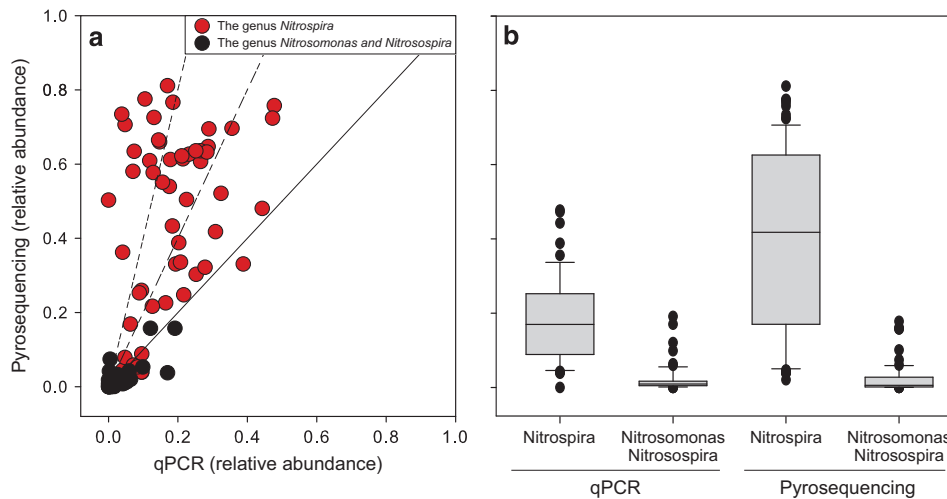 a
The genus Nitrospira
The genus Nitrosomonas and Nitrosospira
1.0
0.8
0.6
0.4
0.2
0.0
Pyrosequencing (relative abundance)
0.0 0.2 0.4 0.6 0.8 1.0
qPCR (relative abundance)
b
Nitrospira Nitrosomonas Nitrospira Nitrosomonas
Nitrosospira Nitrosospira
qPCR Pyrosequencing